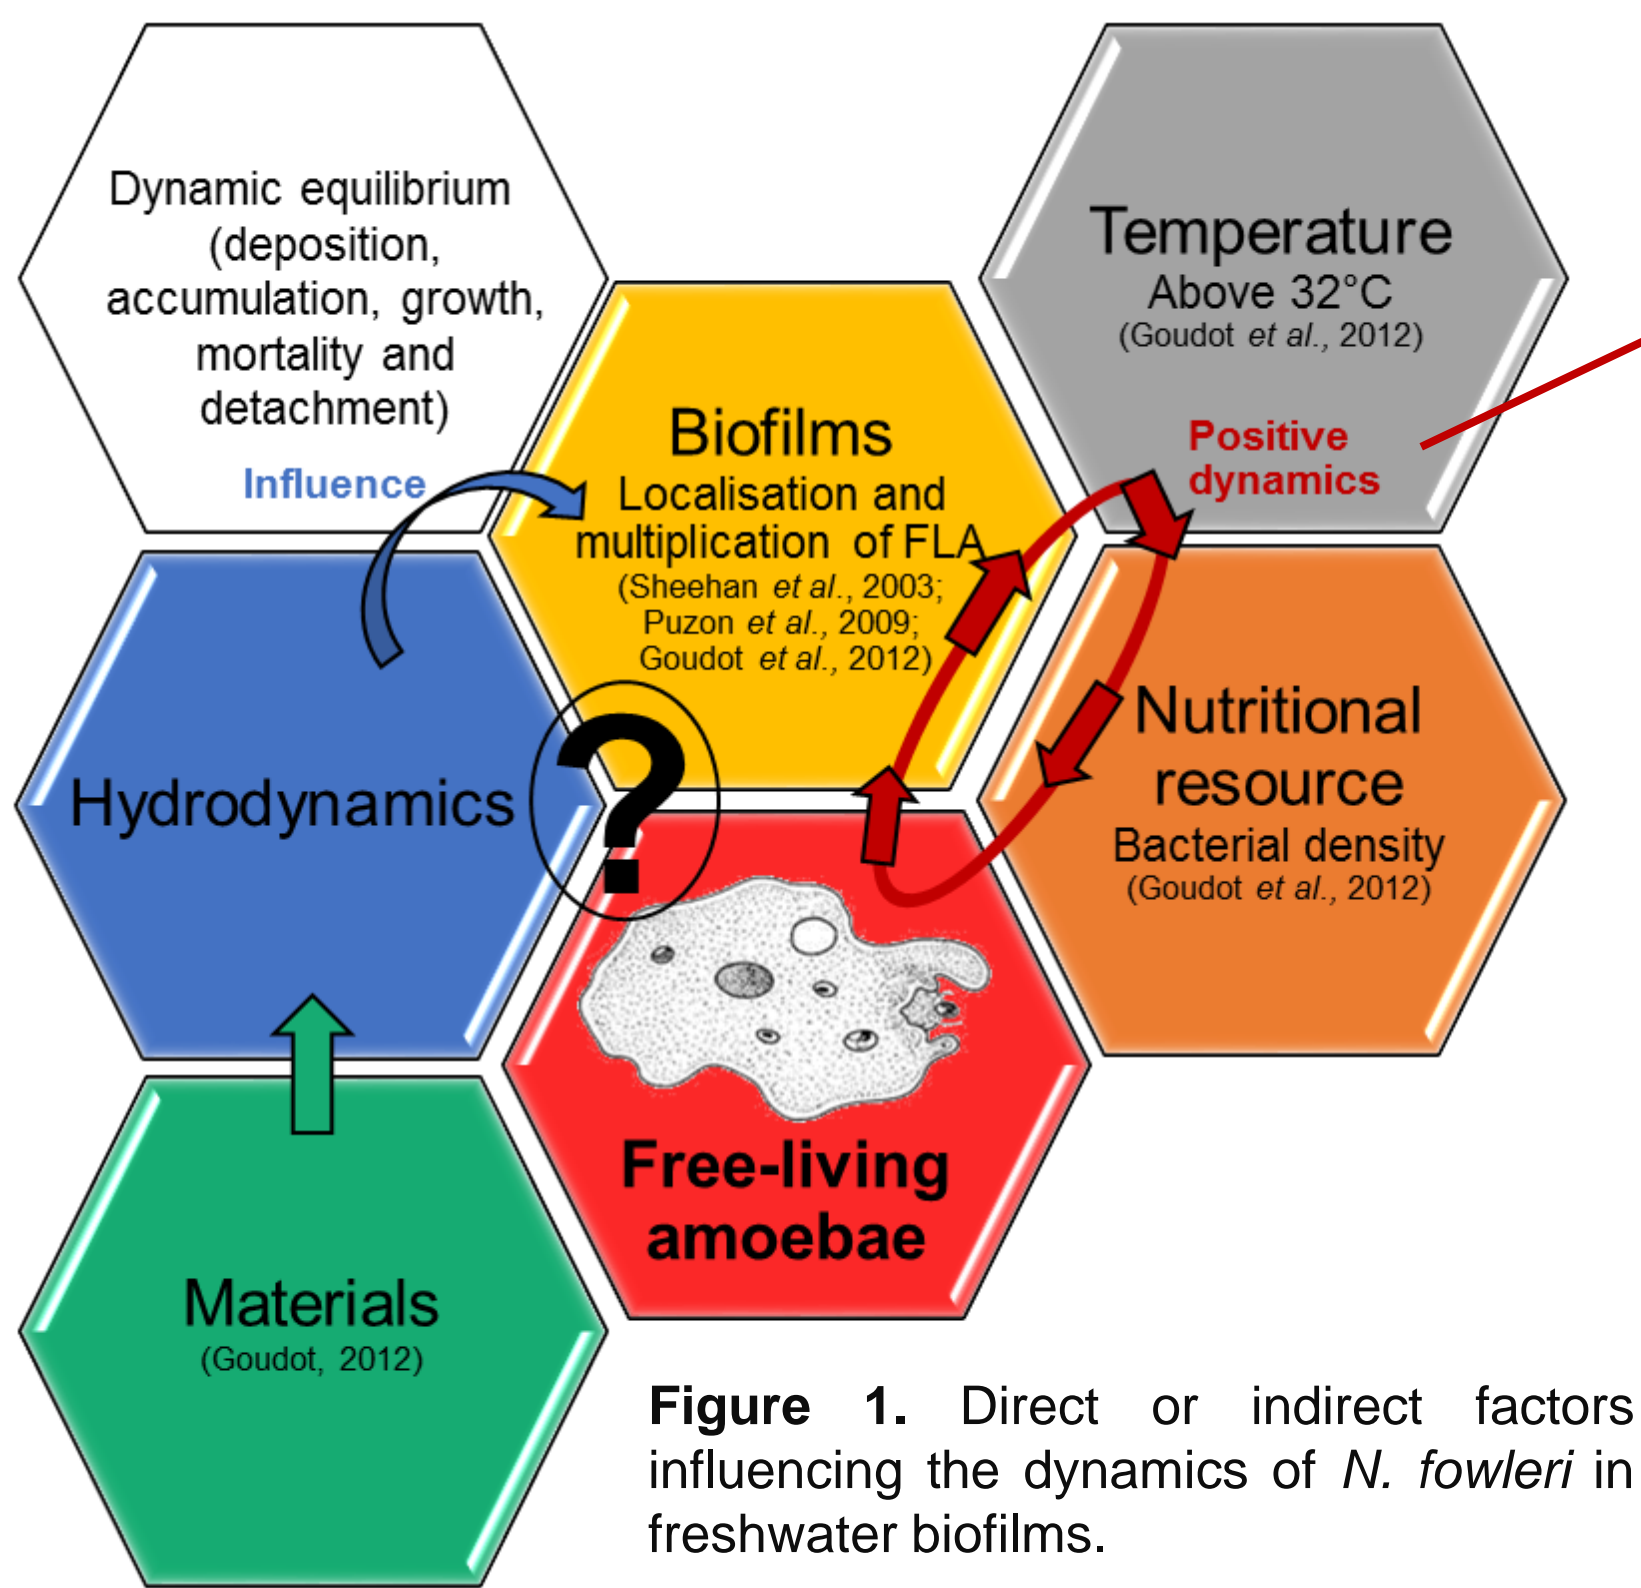 Dynamic equilibrium
(deposition,
accumulation, growth,
mortality and
detachment)
Influence
Temperature
Above 32°C
(Goudot et al., 2012)
Positive
dynamics
Biofilms
Localisation and
multiplication of FLA
(Sheehan et al., 2003;
Puzon et al., 2009;
Goudot et al., 2012)
Hydrodynamics
?
Nutritional
resource
Bacterial density
(Goudot et al., 2012)
Free-living
amoebae
Materials
(Goudot, 2012)
Figure 1. Direct or indirect factors
influencing the dynamics of N. fowleri in
freshwater biofilms.